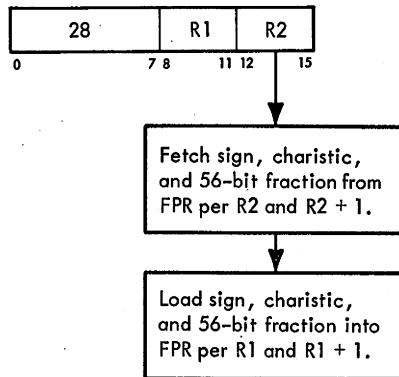 28 R1 R2
0 7 8 11 12 15
Fetch sign, charistic,
and 56-bit fraction from
FPR per R2 and R2 + 1.
Load sign, charistic,
and 56-bit fraction into
FPR per R1 and R1 + 1.